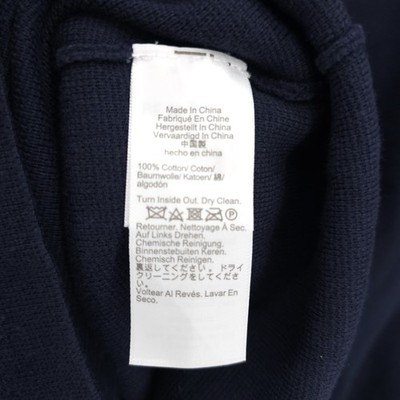 Made In China
Fabriqué En Chine
Hergestellt In China
Vervaardigd In China
中国製
hecho en china
100% Cotton/ Coton/
Baumwolle/ Katoen/ 綿/
algodón
Turn Inside Out. Dry Clean.
Retourner. Nettoyage À Sec.
Auf Links Drehen.
Chemische Reinigung.
Binnenstebuiten Keren.
Chemisch Reinigen.
裏返してください。ドライ
クリーニングをしてくださ
い。
Voltear Al Revés. Lavar En
Seco.